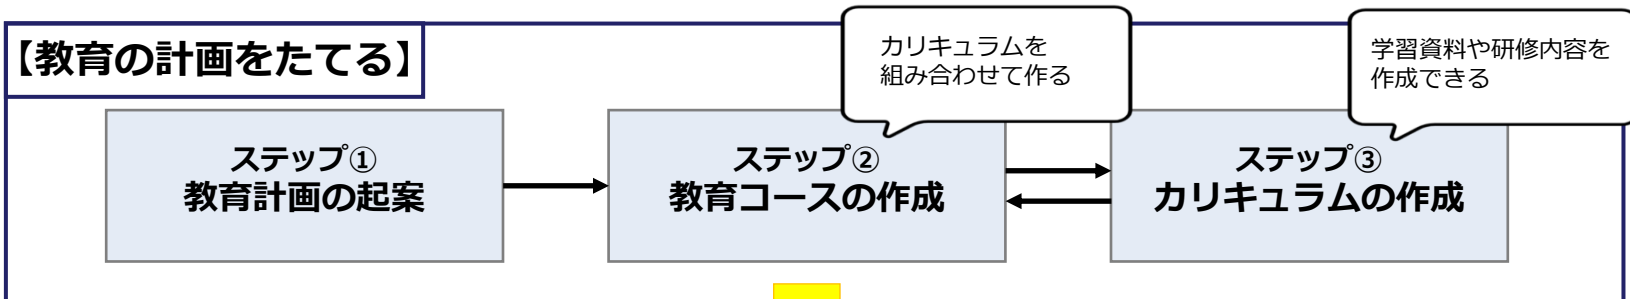 【教育の計画をたてる】
カリキュラムを
組み合わせて作る
学習資料や研修内容を
作成できる
ステップ①
教育計画の起案
ステップ②
教育コースの作成
ステップ③
カリキュラムの作成